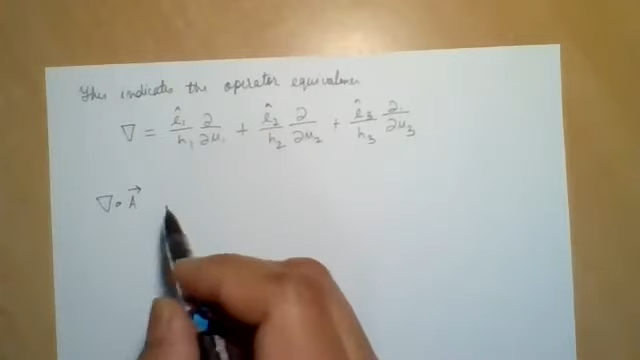 This indicates the operator equivalence
∇ = ê₁/h₁ ∂/∂u₁ + ê₂/h₂ ∂/∂u₂ + ê₃/h₃ ∂/∂u₃
∇∘A⃗